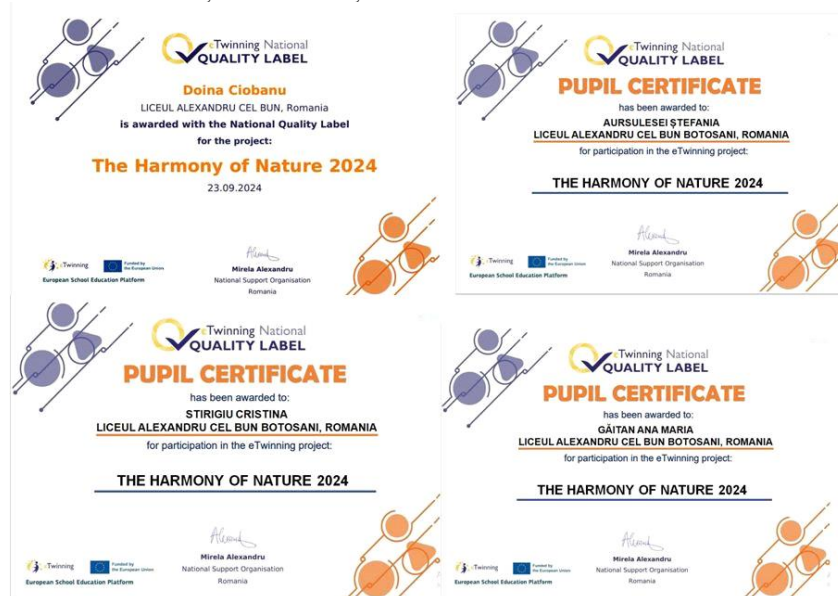 eTwinning National
QUALITY LABEL
Doina Ciobanu
LICEUL ALEXANDRU CEL BUN, Romania
is awarded with the National Quality Label
for the project:
The Harmony of Nature 2024
23.09.2024
eTwinning
Funded by
the European Union
European School Education Platform
Mirela Alexandru
National Support Organisation
Romania
eTwinning National
QUALITY LABEL
PUPIL CERTIFICATE
has been awarded to:
AURSULESEI ȘTEFANIA
LICEUL ALEXANDRU CEL BUN BOTOSANI, ROMANIA
for participation in the eTwinning project:
THE HARMONY OF NATURE 2024
eTwinning
Funded by
the European Union
European School Education Platform
Mirela Alexandru
National Support Organisation
Romania
eTwinning National
QUALITY LABEL
PUPIL CERTIFICATE
has been awarded to:
STIRIGIU CRISTINA
LICEUL ALEXANDRU CEL BUN BOTOSANI, ROMANIA
for participation in the eTwinning project:
THE HARMONY OF NATURE 2024
eTwinning
Funded by
the European Union
European School Education Platform
Mirela Alexandru
National Support Organisation
Romania
eTwinning National
QUALITY LABEL
PUPIL CERTIFICATE
has been awarded to:
GĂITAN ANA MARIA
LICEUL ALEXANDRU CEL BUN BOTOSANI, ROMANIA
for participation in the eTwinning project:
THE HARMONY OF NATURE 2024
eTwinning
Funded by
the European Union
European School Education Platform
Mirela Alexandru
National Support Organisation
Romania